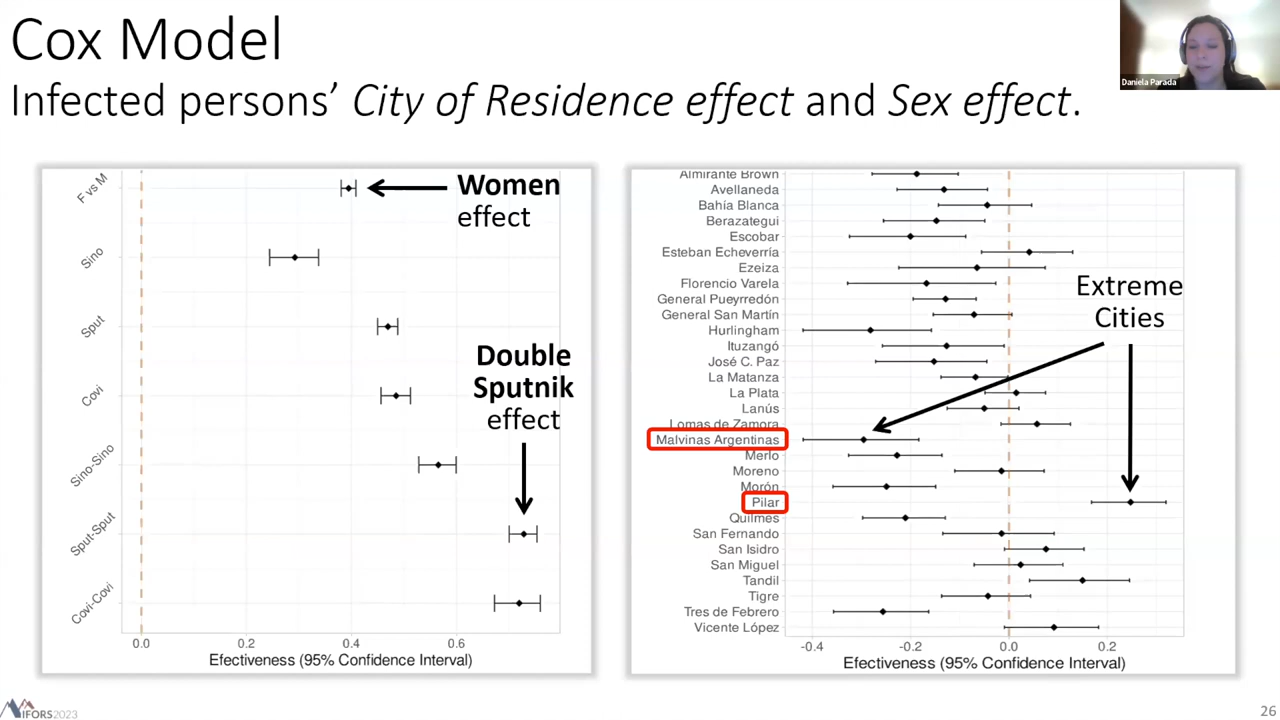 Cox Model
Infected persons’ City of Residence effect and Sex effect.
Daniela Parada
F vs M
Sino
Sput
Covi
Sino-Sino
Sput-Sput
Covi-Covi
Women
effect
Double
Sputnik
effect
0.0
0.2
0.4
0.6
Efectiveness (95% Confidence Interval)
Almirante Brown
Avellaneda
Bahía Blanca
Berazategui
Escobar
Esteban Echeverría
Ezeiza
Florencio Varela
General Pueyrredón
General San Martín
Hurlingham
Ituzangó
José C. Paz
La Matanza
La Plata
Lanús
Lomas de Zamora
Malvinas Argentinas
Merlo
Moreno
Morón
Pilar
Quilmes
San Fernando
San Isidro
San Miguel
Tandil
Tigre
Tres de Febrero
Vicente López
Extreme
Cities
-0.4
-0.2
0.0
0.2
Efectiveness (95% Confidence Interval)
IFORS2023
26